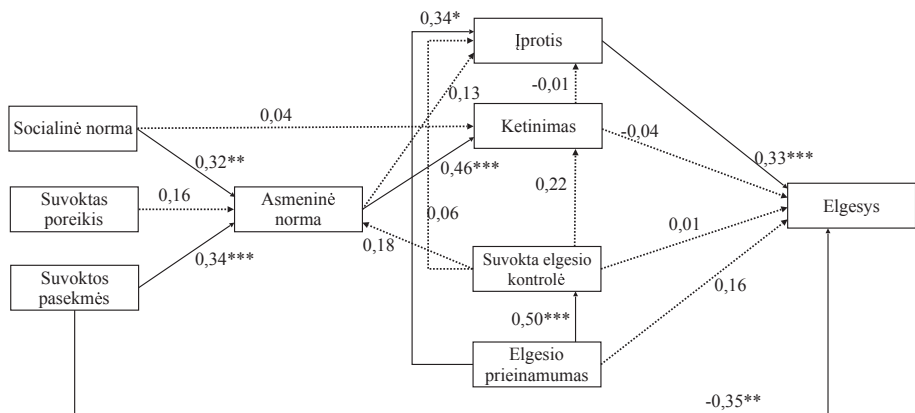 0,34*
Įprotis
-0,01
0,13
Socialinė norma
0,04
Ketinimas
-0,04
0,32**
0,46***
0,33***
Suvoktas
poreikis
0,16
Asmeninė
norma
0,22
Elgesys
0,06
0,18
0,01
Suvokta elgesio
kontrolė
0,34***
Suvoktos
pasekmės
0,16
0,50***
Elgesio
prieinamumas
-0,35**